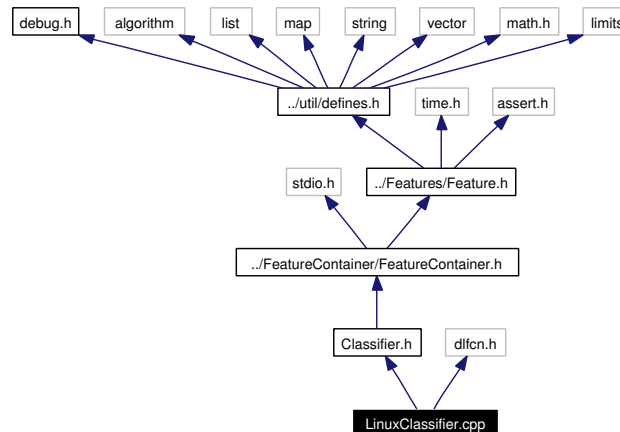 debug.h
algorithm
list
map
string
vector
math.h
limits
../util/defines.h
time.h
assert.h
stdio.h
../Features/Feature.h
../FeatureContainer/FeatureContainer.h
Classifier.h
dlfcn.h
LinuxClassifier.cpp